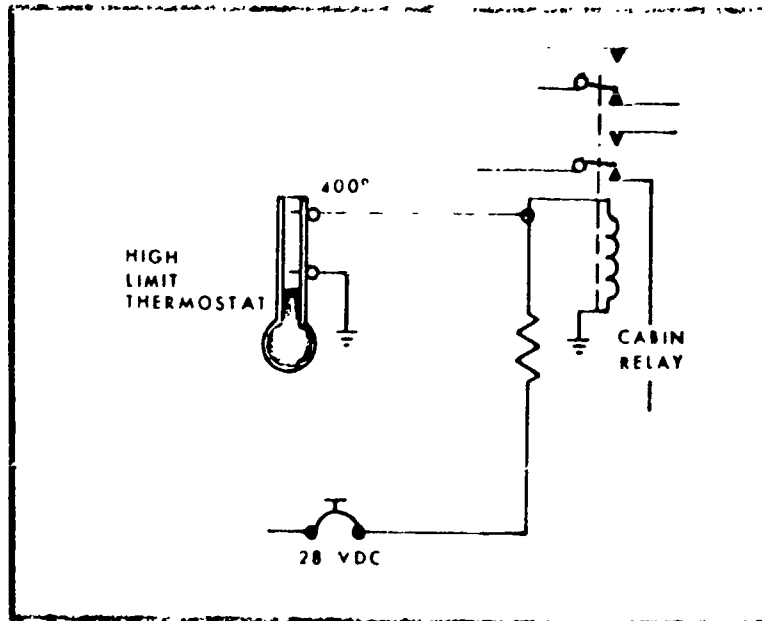 400°
HIGH
LIMIT
THERMOSTAT
CABIN
RELAY
28 VDC